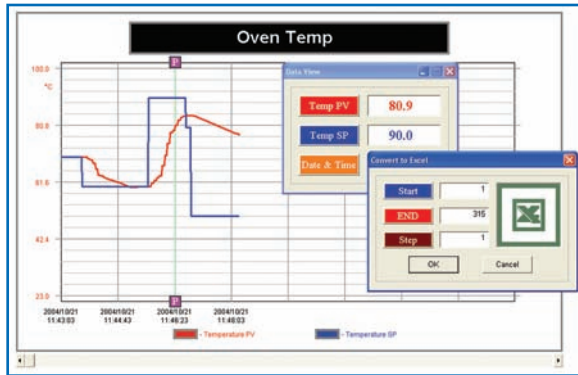 Oven Temp
P
100.0
°C
80.8
61.6
42.4
23.0
P
2004/10/21
11:43:03
2004/10/21
11:44:43
2004/10/21
11:46:23
2004/10/21
11:48:03
- Temperature PV
- Temperature SP
Data View
Temp PV
80.9
Temp SP
90.0
Date & Time
Convert to Excel
Start
1
END
315
Step
1
OK
Cancel